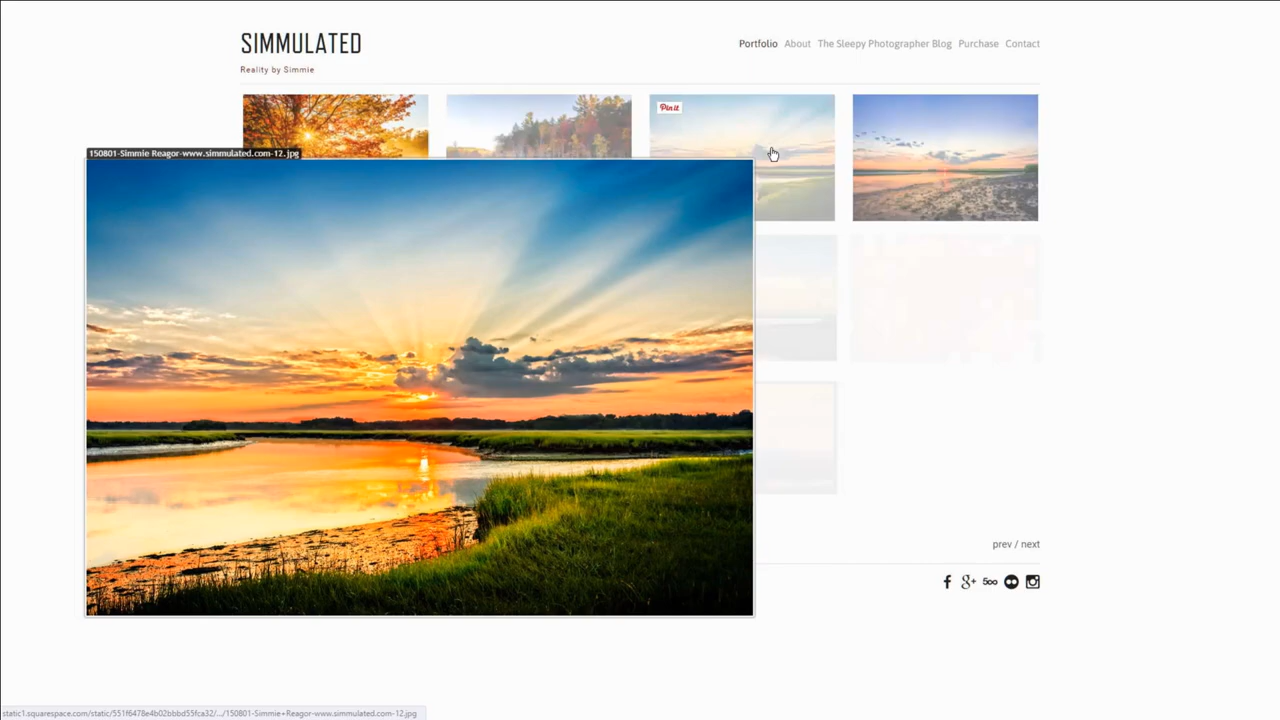 SIMMULATED
Reality by Simmie
Portfolio About The Sleepy Photographer Blog Purchase Contact
Pin it
150801-Simmie Reagor-www.simmulated.com-12.jpg
prev / next
f g+ 500
static1.squarespace.com/static/551f6478e4b02bbbd55fca32/.../150801-Simmie+Reagor-www.simmulated.com-12.jpg